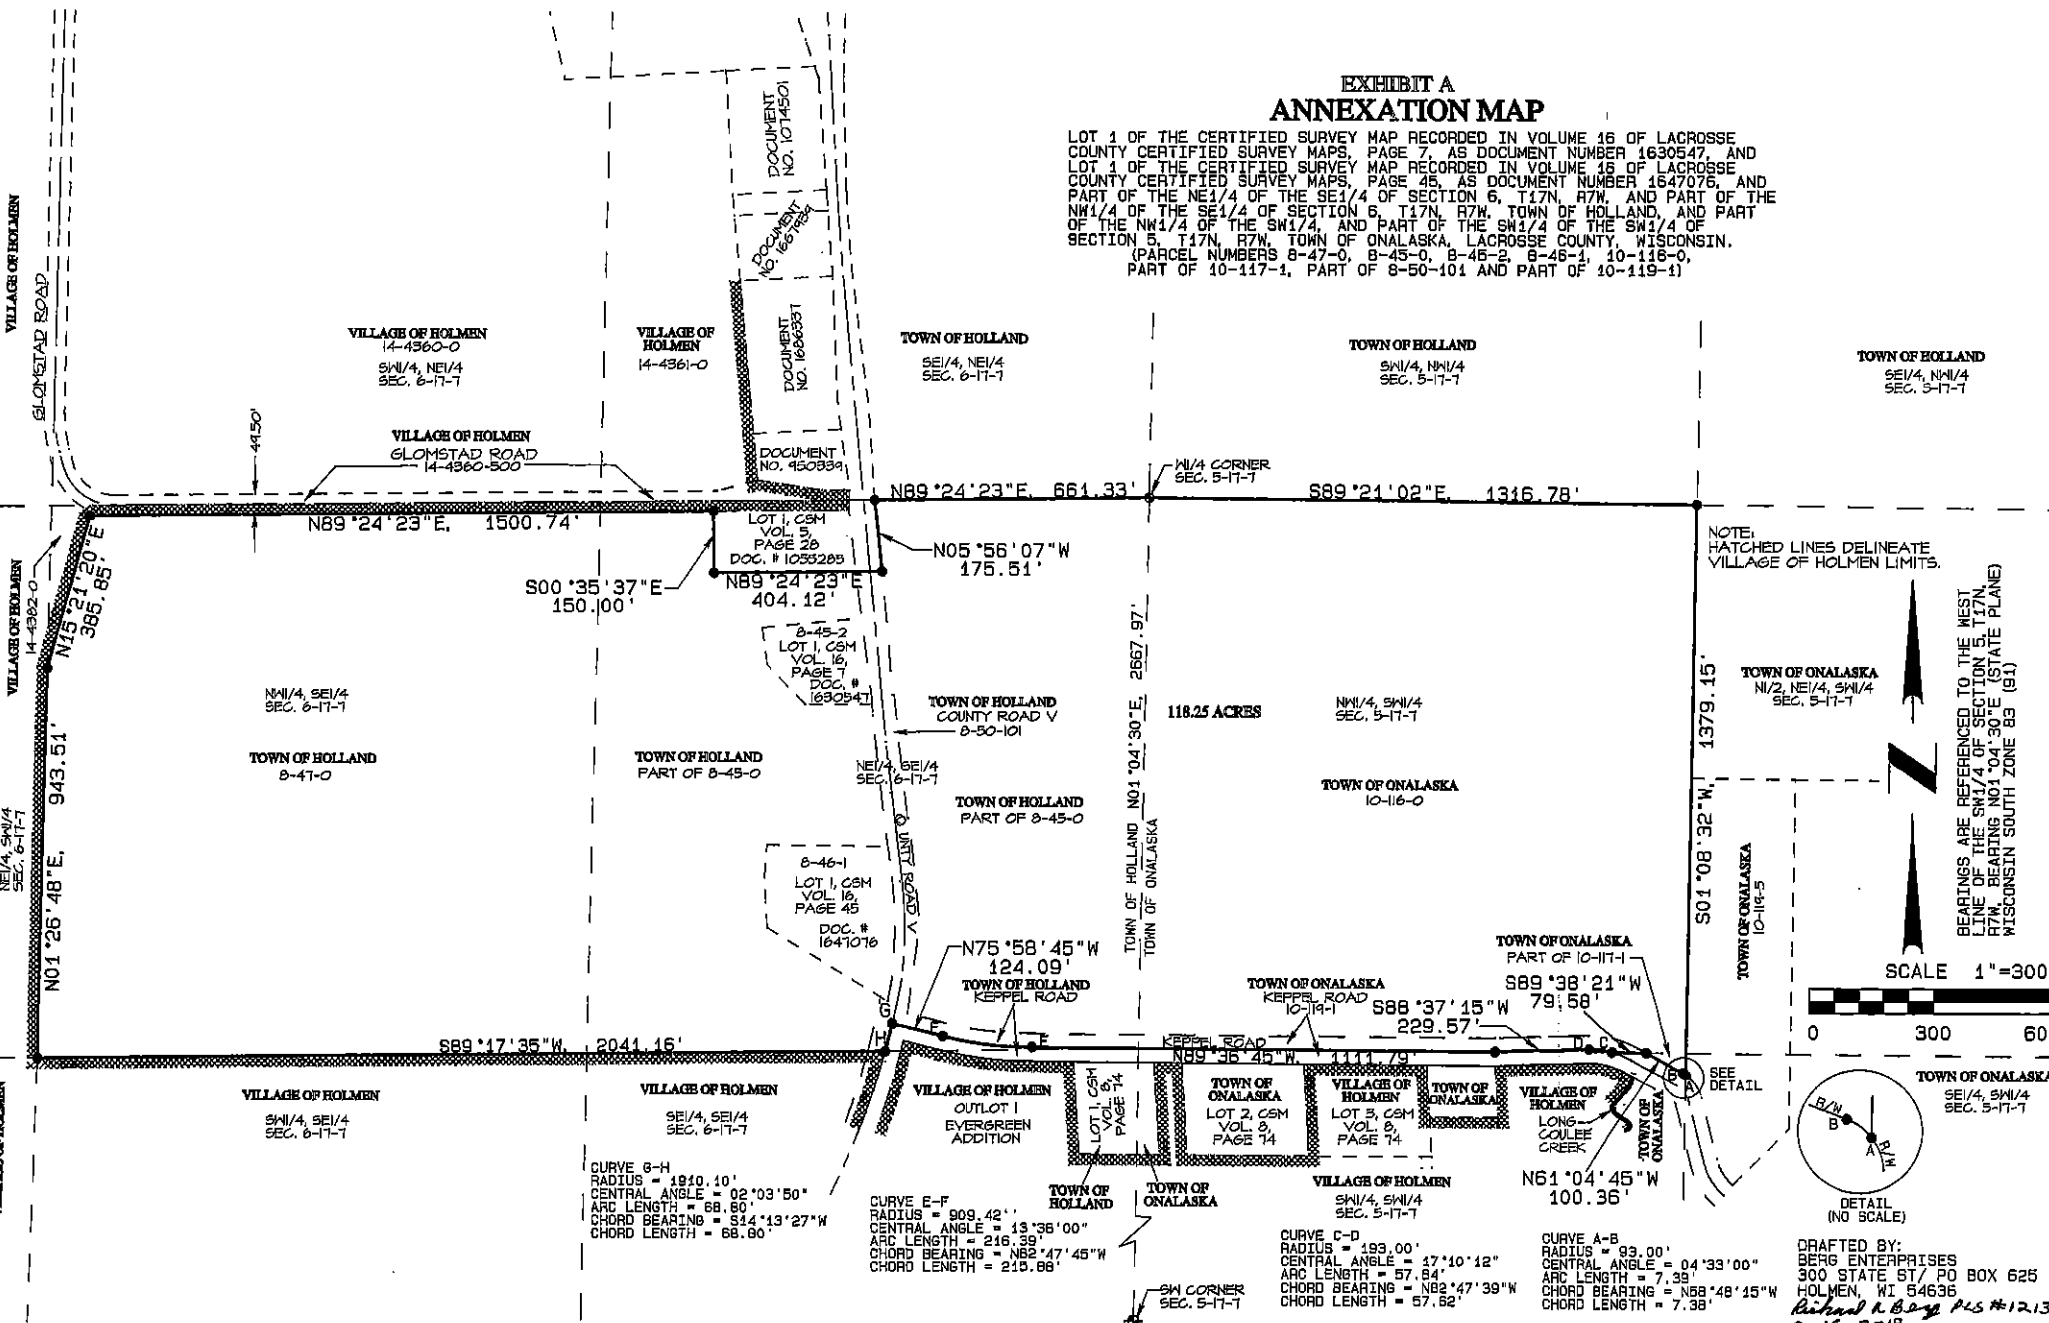 EXHIBIT A
ANNEXATION MAP
LOT 1 OF THE CERTIFIED SURVEY MAP RECORDED IN VOLUME 16 OF LACROSSE
COUNTY CERTIFIED SURVEY MAPS, PAGE 7, AS DOCUMENT NUMBER 1630547, AND
LOT 1 OF THE CERTIFIED SURVEY MAP RECORDED IN VOLUME 16 OF LACROSSE
COUNTY CERTIFIED SURVEY MAPS, PAGE 45, AS DOCUMENT NUMBER 1647076, AND
PART OF THE NE1/4 OF THE SE1/4 OF SECTION 6, T17N, R7W, AND PART OF THE
NW1/4 OF THE SE1/4 OF SECTION 6, T17N, R7W, TOWN OF HOLLAND, AND PART
OF THE NW1/4 OF THE SW1/4, AND PART OF THE SW1/4 OF THE SW1/4 OF
SECTION 5, T17N, R7W, TOWN OF ONALASKA, LACROSSE COUNTY, WISCONSIN.
(PARCEL NUMBERS 8-47-0, 8-45-0, 8-45-2, 8-46-1, 10-116-0,
PART OF 10-117-1, PART OF 8-50-101 AND PART OF 10-119-1)
VILLAGE OF HOLMEN
GLOMSTAD ROAD
DOCUMENT
NO. 1074501
DOCUMENT
NO. 1667939
DOCUMENT
NO. 1686337
DOCUMENT
NO. 950339
VILLAGE OF HOLMEN
14-4360-0
SW1/4, NE1/4
SEC. 6-17-7
VILLAGE OF
HOLMEN
14-4361-0
TOWN OF HOLLAND
SE1/4, NE1/4
SEC. 6-17-7
TOWN OF HOLLAND
SW1/4, NW1/4
SEC. 5-17-7
TOWN OF HOLLAND
SE1/4, NW1/4
SEC. 5-17-7
49.50'
VILLAGE OF HOLMEN
GLOMSTAD ROAD
14-4360-500
W1/4 CORNER
SEC. 5-17-7
N89°24'23"E, 661.33'
S89°21'02"E, 1316.78'
N89°24'23"E, 1500.74'
LOT 1, CSM
VOL. 5,
PAGE 28
DOC. # 1055285
N05°56'07"W
175.51'
S00°35'37"E
150.00'
N89°24'23"E
404.12'
NOTE:
HATCHED LINES DELINEATE
VILLAGE OF HOLMEN LIMITS.
VILLAGE OF HOLMEN
14-4382-0
N15°21'20"E
385.85'
8-45-2
LOT 1, CSM
VOL. 16,
PAGE 7
DOC. #
1630547
NW1/4, SE1/4
SEC. 6-17-7
TOWN OF HOLLAND
COUNTY ROAD V
8-50-101
118.25 ACRES
NW1/4, SW1/4
SEC. 5-17-7
1379.15'
S01°08'32"W,
TOWN OF ONALASKA
N1/2, NE1/4, SW1/4
SEC. 5-17-7
BEARINGS ARE REFERENCED TO THE WEST
LINE OF THE SW1/4 OF SECTION 5, T17N,
R7W, BEARING N01°04'30"E (STATE PLANE)
WISCONSIN SOUTH ZONE 83 (91)
TOWN OF HOLLAND
8-47-0
TOWN OF HOLLAND
PART OF 8-45-0
NE1/4, SE1/4
SEC. 6-17-7
TOWN OF HOLLAND
PART OF 8-45-0
TOWN OF ONALASKA
10-116-0
N01°26'48"E, 943.51'
NE1/4, SW1/4
SEC. 6-17-7
TOWN OF HOLLAND N01°04'30"E, 2667.97'
TOWN OF ONALASKA
TOWN OF ONALASKA
10-119-5
8-46-1
LOT 1, CSM
VOL. 16,
PAGE 45
DOC. #
1647076
COUNTY ROAD V
N75°58'45"W
124.09'
TOWN OF HOLLAND
KEPPEL ROAD
TOWN OF ONALASKA
KEPPEL ROAD
10-119-1
TOWN OF ONALASKA
PART OF 10-117-1
S89°38'21"W
79.58'
S88°37'15"W
229.57'
SCALE 1"=300
0 300 60
G
H
F
E
D
C
B
A
S89°17'35"W, 2041.16'
KEPPEL ROAD
N89°36'45"W, 1111.79'
SEE
DETAIL
VILLAGE OF HOLMEN
SW1/4, SE1/4
SEC. 6-17-7
VILLAGE OF HOLMEN
SE1/4, SE1/4
SEC. 6-17-7
VILLAGE OF HOLMEN
OUTLOT 1
EVERGREEN
ADDITION
LOT 1, CSM
VOL. 8,
PAGE 74
TOWN OF
ONALASKA
LOT 2, CSM
VOL. 8,
PAGE 74
VILLAGE OF
HOLMEN
LOT 3, CSM
VOL. 8,
PAGE 74
TOWN OF
ONALASKA
VILLAGE OF
HOLMEN
LONG
COULEE
CREEK
TOWN OF
ONALASKA
TOWN OF ONALASKA
SE1/4, SW1/4
SEC. 5-17-7
R/W
B
A
R/W
DETAIL
(NO SCALE)
TOWN OF
HOLLAND
TOWN OF
ONALASKA
VILLAGE OF HOLMEN
SW1/4, SW1/4
SEC. 5-17-7
N61°04'45"W
100.36'
CURVE G-H
RADIUS = 1910.10'
CENTRAL ANGLE = 02°03'50"
ARC LENGTH = 68.80'
CHORD BEARING = S14°13'27"W
CHORD LENGTH = 68.80'
CURVE E-F
RADIUS = 909.42'
CENTRAL ANGLE = 13°36'00"
ARC LENGTH = 216.39'
CHORD BEARING = N82°47'45"W
CHORD LENGTH = 215.88'
SW CORNER
SEC. 5-17-7
CURVE C-D
RADIUS = 193.00'
CENTRAL ANGLE = 17°10'12"
ARC LENGTH = 57.84'
CHORD BEARING = N82°47'39"W
CHORD LENGTH = 57.62'
CURVE A-B
RADIUS = 93.00'
CENTRAL ANGLE = 04°33'00"
ARC LENGTH = 7.39'
CHORD BEARING = N58°48'15"W
CHORD LENGTH = 7.38'
DRAFTED BY:
BERG ENTERPRISES
300 STATE ST/ PO BOX 625
HOLMEN, WI 54636
Richard A Berg PLS #1213